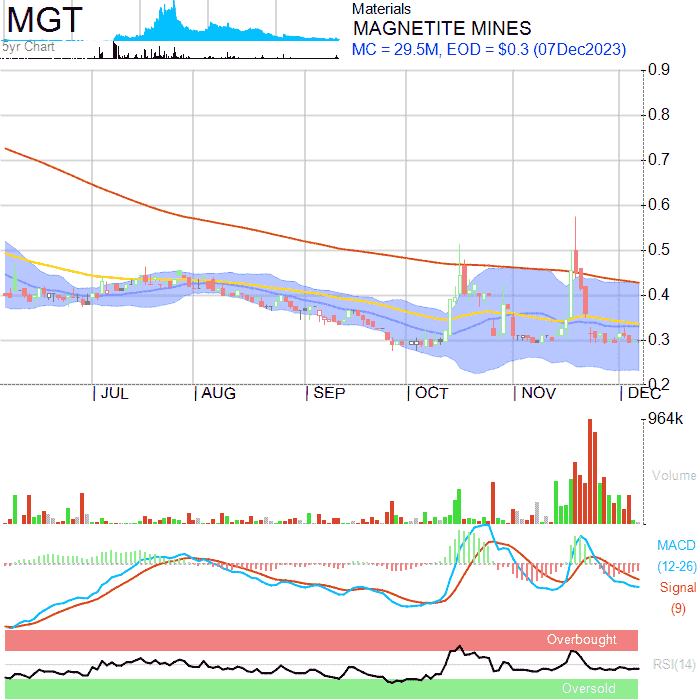 MGT
5yr Chart
Materials
MAGNETITE MINES
MC = 29.5M, EOD = $0.3 (07Dec2023)
0.9
0.8
0.7
0.6
0.5
0.4
0.3
0.2
JUL AUG SEP OCT NOV DEC
964k
Volume
MACD
(12-26)
Signal
(9)
Overbought
RSI(14)
Oversold